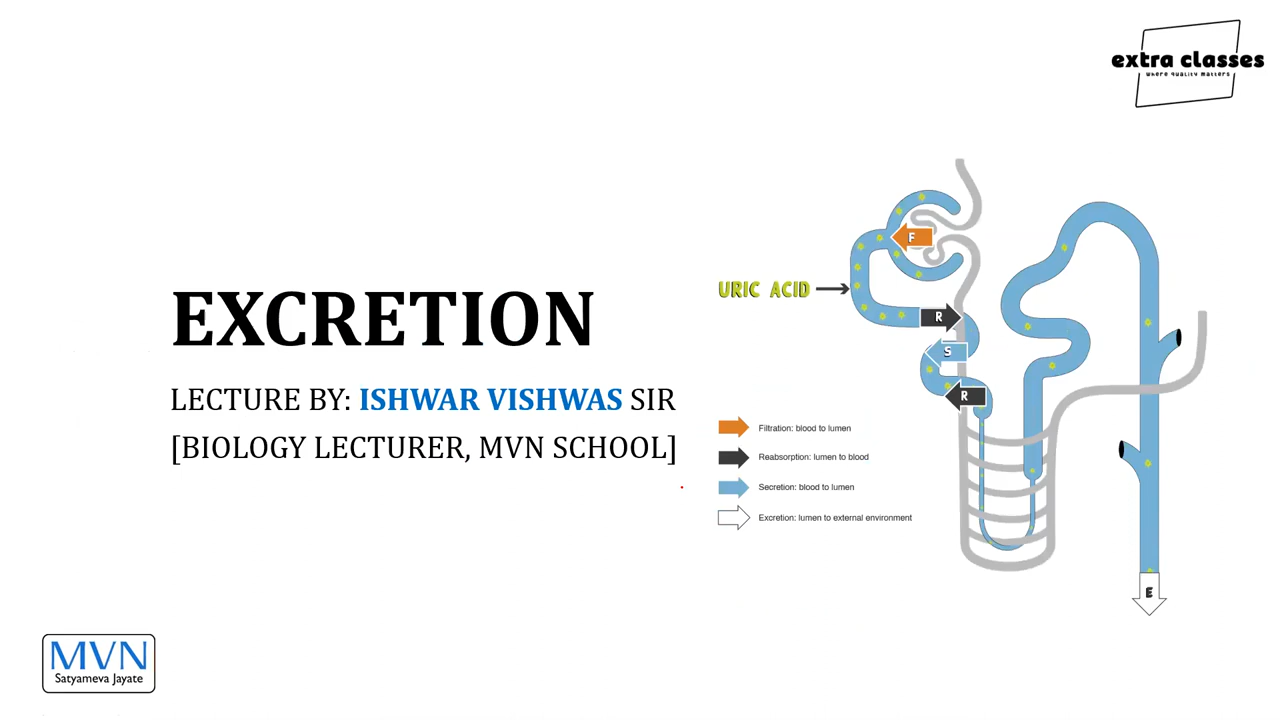 extra classes
where quality matters
EXCRETION
LECTURE BY: ISHWAR VISHWAS SIR
[BIOLOGY LECTURER, MVN SCHOOL]
URIC ACID
F
R
S
R
Filtration: blood to lumen
Reabsorption: lumen to blood
Secretion: blood to lumen
Excretion: lumen to external environment
E
MVN
Satyameva Jayate